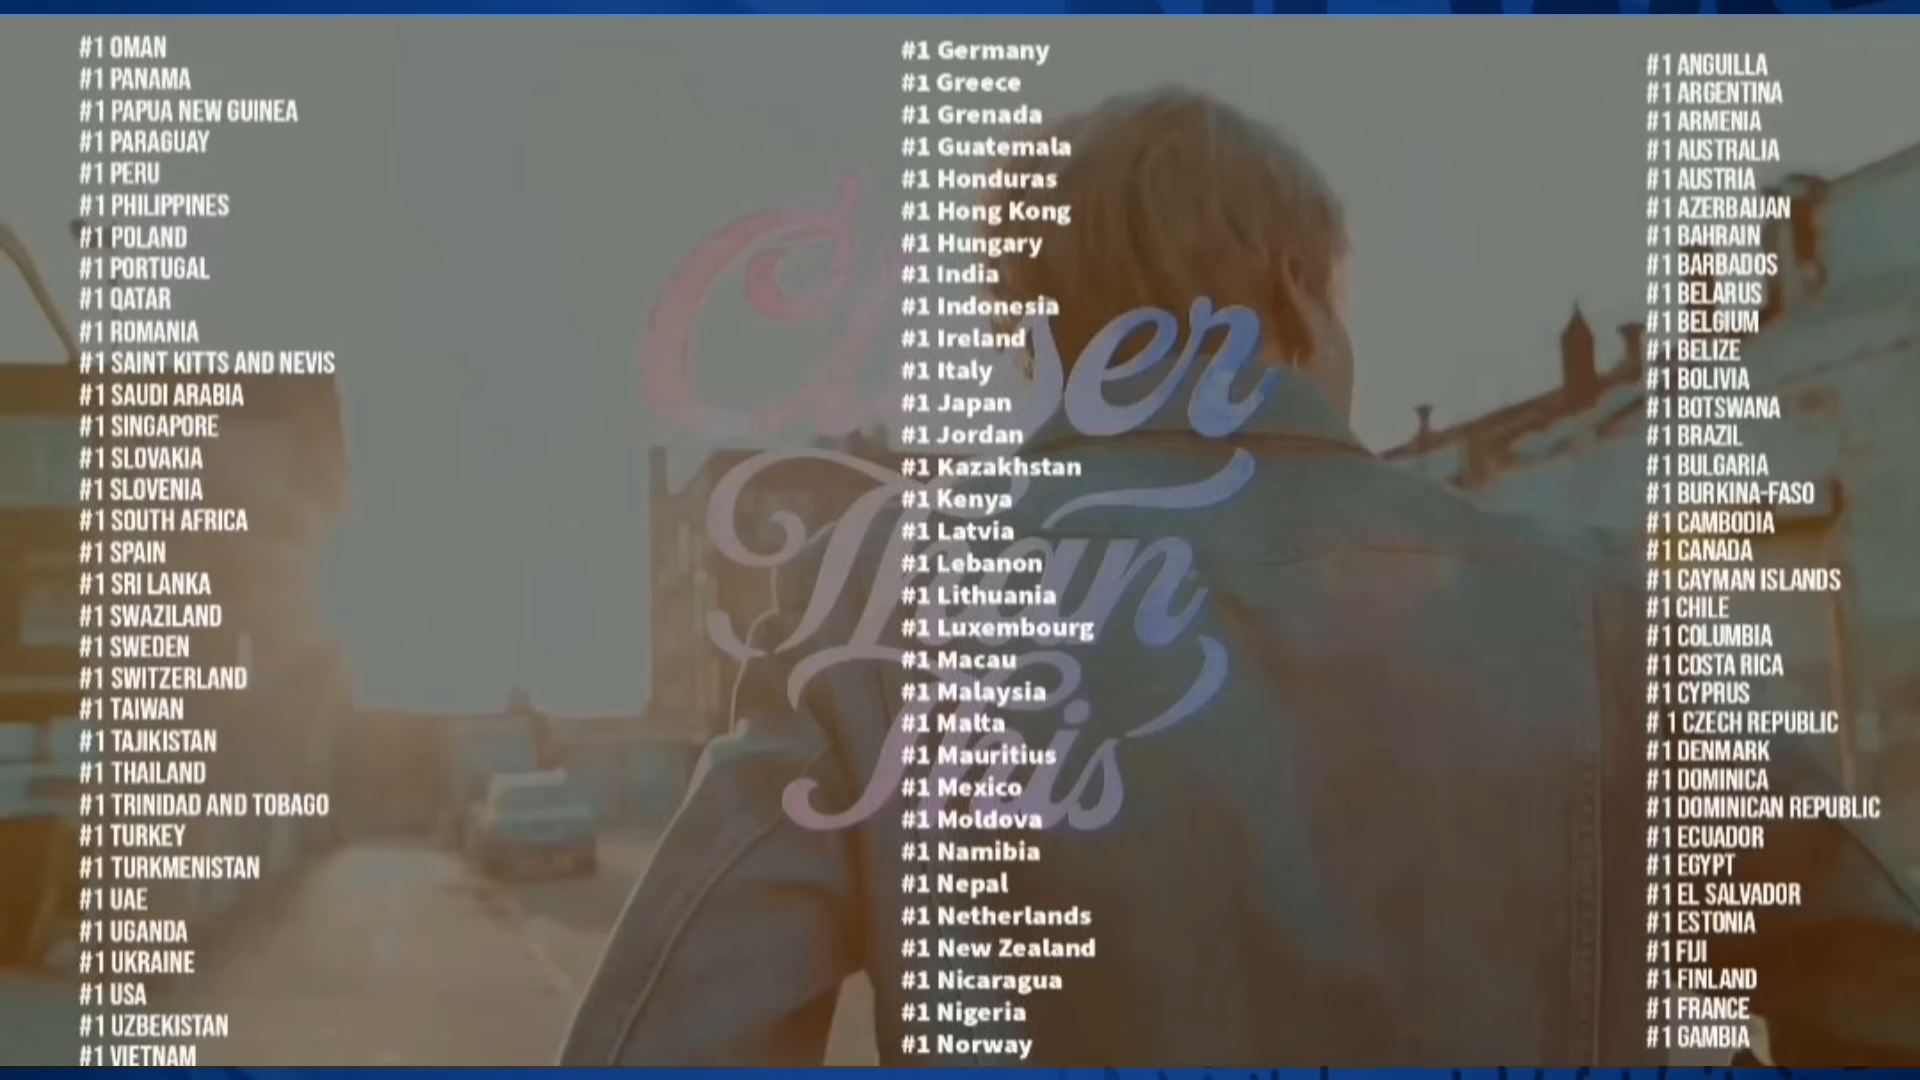 #1 OMAN
#1 PANAMA
#1 PAPUA NEW GUINEA
#1 PARAGUAY
#1 PERU
#1 PHILIPPINES
#1 POLAND
#1 PORTUGAL
#1 QATAR
#1 ROMANIA
#1 SAINT KITTS AND NEVIS
#1 SAUDI ARABIA
#1 SINGAPORE
#1 SLOVAKIA
#1 SLOVENIA
#1 SOUTH AFRICA
#1 SPAIN
#1 SRI LANKA
#1 SWAZILAND
#1 SWEDEN
#1 SWITZERLAND
#1 TAIWAN
#1 TAJIKISTAN
#1 THAILAND
#1 TRINIDAD AND TOBAGO
#1 TURKEY
#1 TURKMENISTAN
#1 UAE
#1 UGANDA
#1 UKRAINE
#1 USA
#1 UZBEKISTAN
#1 VIETNAM
#1 Germany
#1 Greece
#1 Grenada
#1 Guatemala
#1 Honduras
#1 Hong Kong
#1 Hungary
#1 India
#1 Indonesia
#1 Ireland
#1 Italy
#1 Japan
#1 Jordan
#1 Kazakhstan
#1 Kenya
#1 Latvia
#1 Lebanon
#1 Lithuania
#1 Luxembourg
#1 Macau
#1 Malaysia
#1 Malta
#1 Mauritius
#1 Mexico
#1 Moldova
#1 Namibia
#1 Nepal
#1 Netherlands
#1 New Zealand
#1 Nicaragua
#1 Nigeria
#1 Norway
#1 ANGUILLA
#1 ARGENTINA
#1 ARMENIA
#1 AUSTRALIA
#1 AUSTRIA
#1 AZERBAIJAN
#1 BAHRAIN
#1 BARBADOS
#1 BELARUS
#1 BELGIUM
#1 BELIZE
#1 BOLIVIA
#1 BOTSWANA
#1 BRAZIL
#1 BULGARIA
#1 BURKINA-FASO
#1 CAMBODIA
#1 CANADA
#1 CAYMAN ISLANDS
#1 CHILE
#1 COLUMBIA
#1 COSTA RICA
#1 CYPRUS
# 1 CZECH REPUBLIC
#1 DENMARK
#1 DOMINICA
#1 DOMINICAN REPUBLIC
#1 ECUADOR
#1 EGYPT
#1 EL SALVADOR
#1 ESTONIA
#1 FIJI
#1 FINLAND
#1 FRANCE
#1 GAMBIA
Closer
Than
This